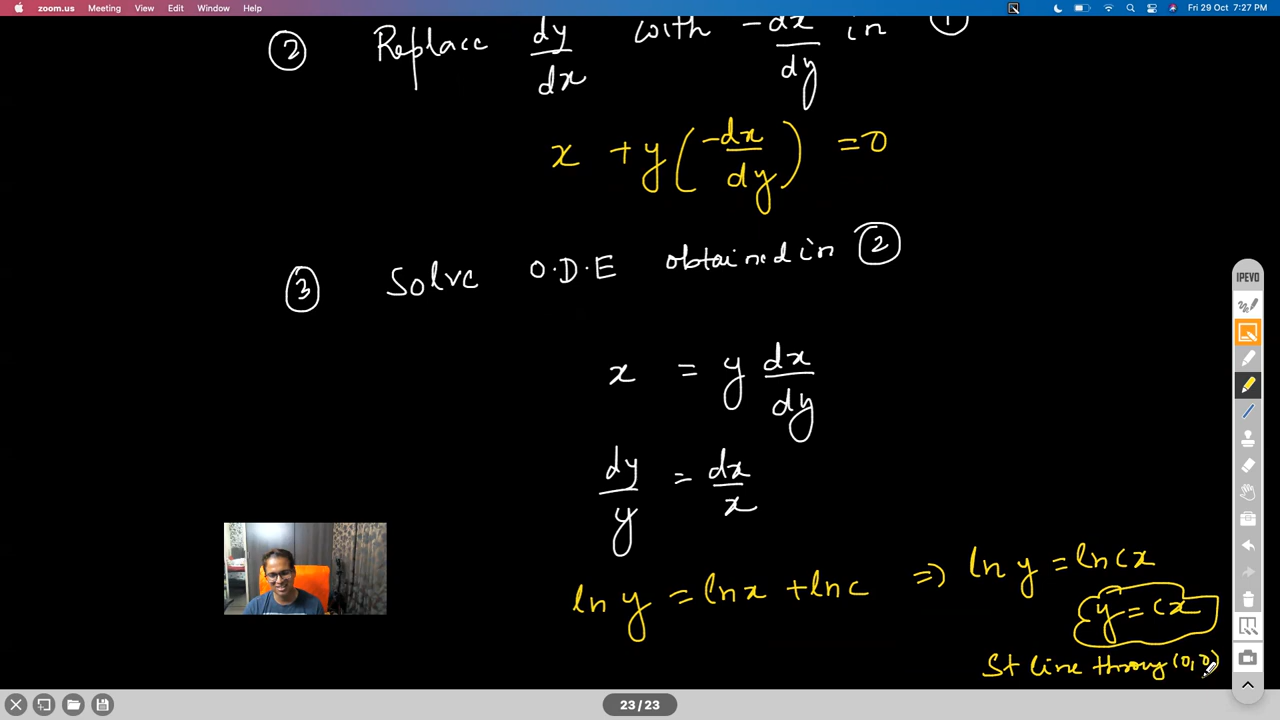 zoom.us Meeting View Edit Window Help Fri 29 Oct 7:27 PM
② Replace dy/dx with -dx/dy in ①
x + y(-dx/dy) = 0
③ Solve O.D.E obtained in ②
x = y dx/dy
dy/y = dx/x
ln y = ln x + ln c => ln y = ln cx
y = cx
St line throug (0,0)
IPEVO
23/23